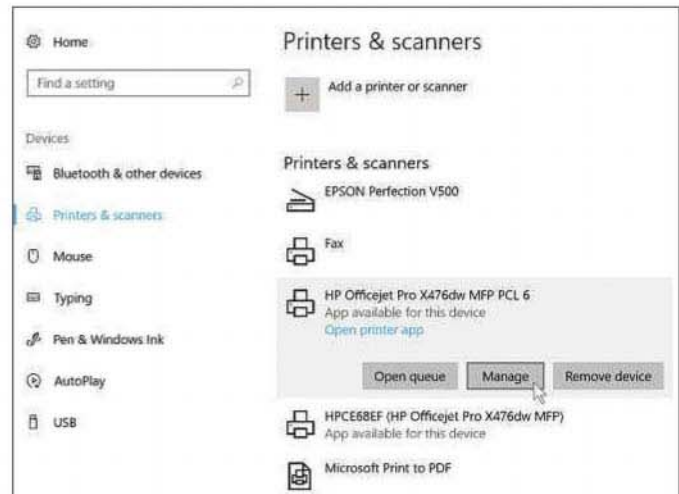 Home
Find a setting
Devices
Bluetooth & other devices
Printers & scanners
Mouse
Typing
Pen & Windows Ink
AutoPlay
USB
Printers & scanners
Add a printer or scanner
Printers & scanners
EPSON Perfection V500
Fax
HP Officejet Pro X476dw MFP PCL 6
App available for this device
Open printer app
Open queue Manage Remove device
HPCE68EF (HP Officejet Pro X476dw MFP)
App available for this device
Microsoft Print to PDF